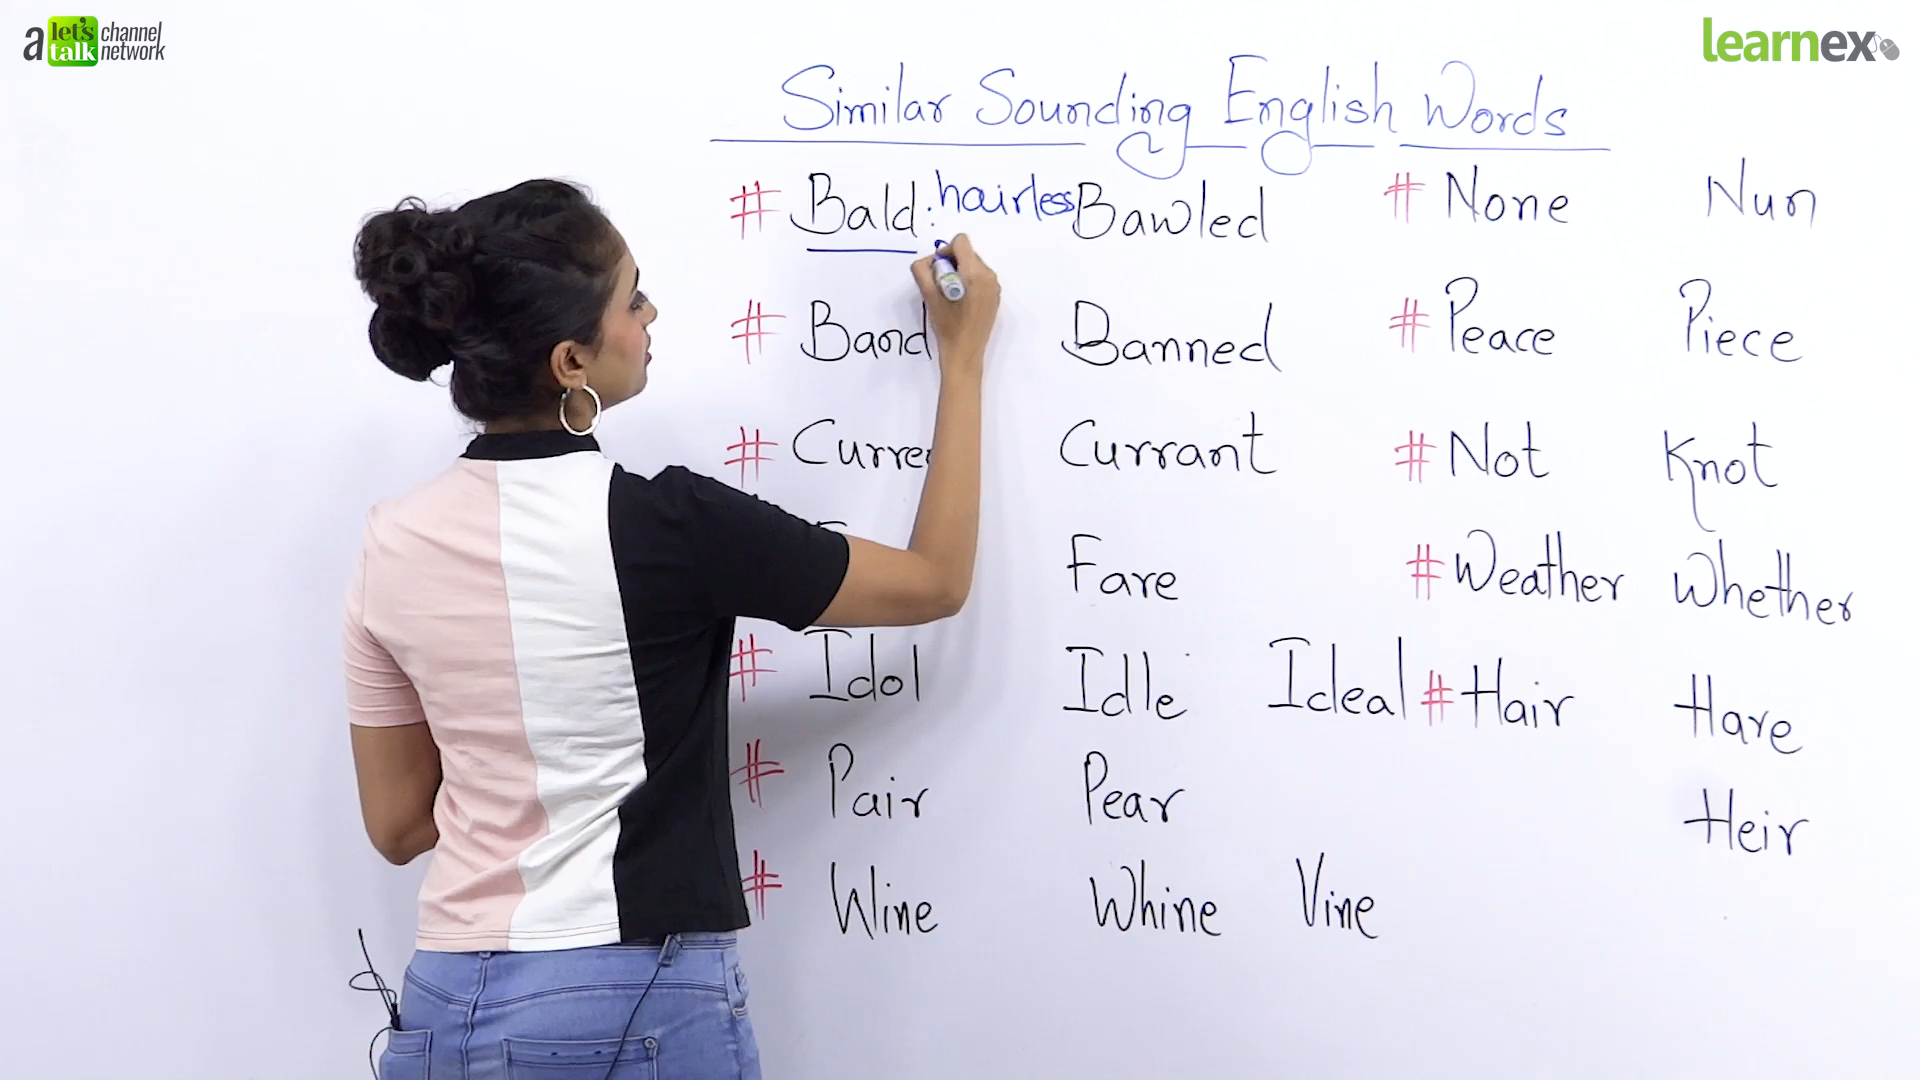 a let's talk channel network
learnex
Similar Sounding English Words
# Bald : hairless Bawled
# Band Banned
# Curre Currant
Fare
# Idol Idle Ideal
# Pair Pear
# Wine Whine Vine
# None Nun
# Peace Piece
# Not Knot
# Weather Whether
# Hair Hare
Heir